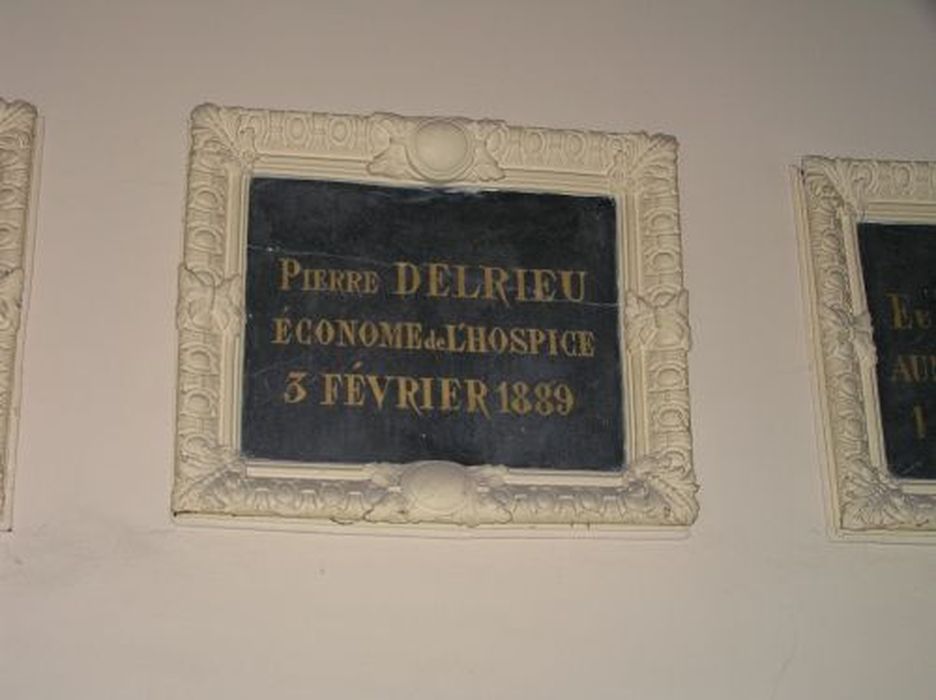 Pierre DELRIEU
ÉCONOME de L'HOSPICE
3 FÉVRIER 1889